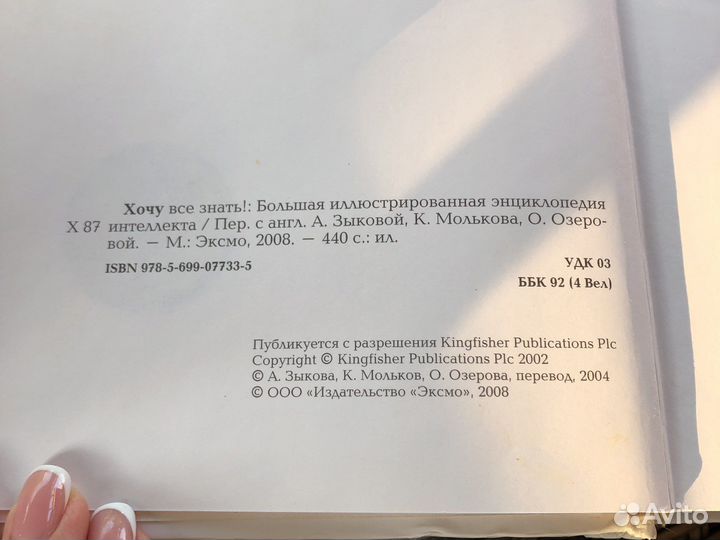 Хочу все знать!: Большая иллюстрированная энциклопедия
Х 87 интеллекта / Пер. с англ. А. Зыковой, К. Молькова, О. Озеро-
вой. — М.: Эксмо, 2008. — 440 с.: ил.
ISBN 978-5-699-07733-5
УДК 03
ББК 92 (4 Вел)
Публикуется с разрешения Kingfisher Publications Plc
Copyright © Kingfisher Publications Plc 2002
© А. Зыкова, К. Мольков, О. Озерова, перевод, 2004
© ООО «Издательство «Эксмо», 2008
Avito